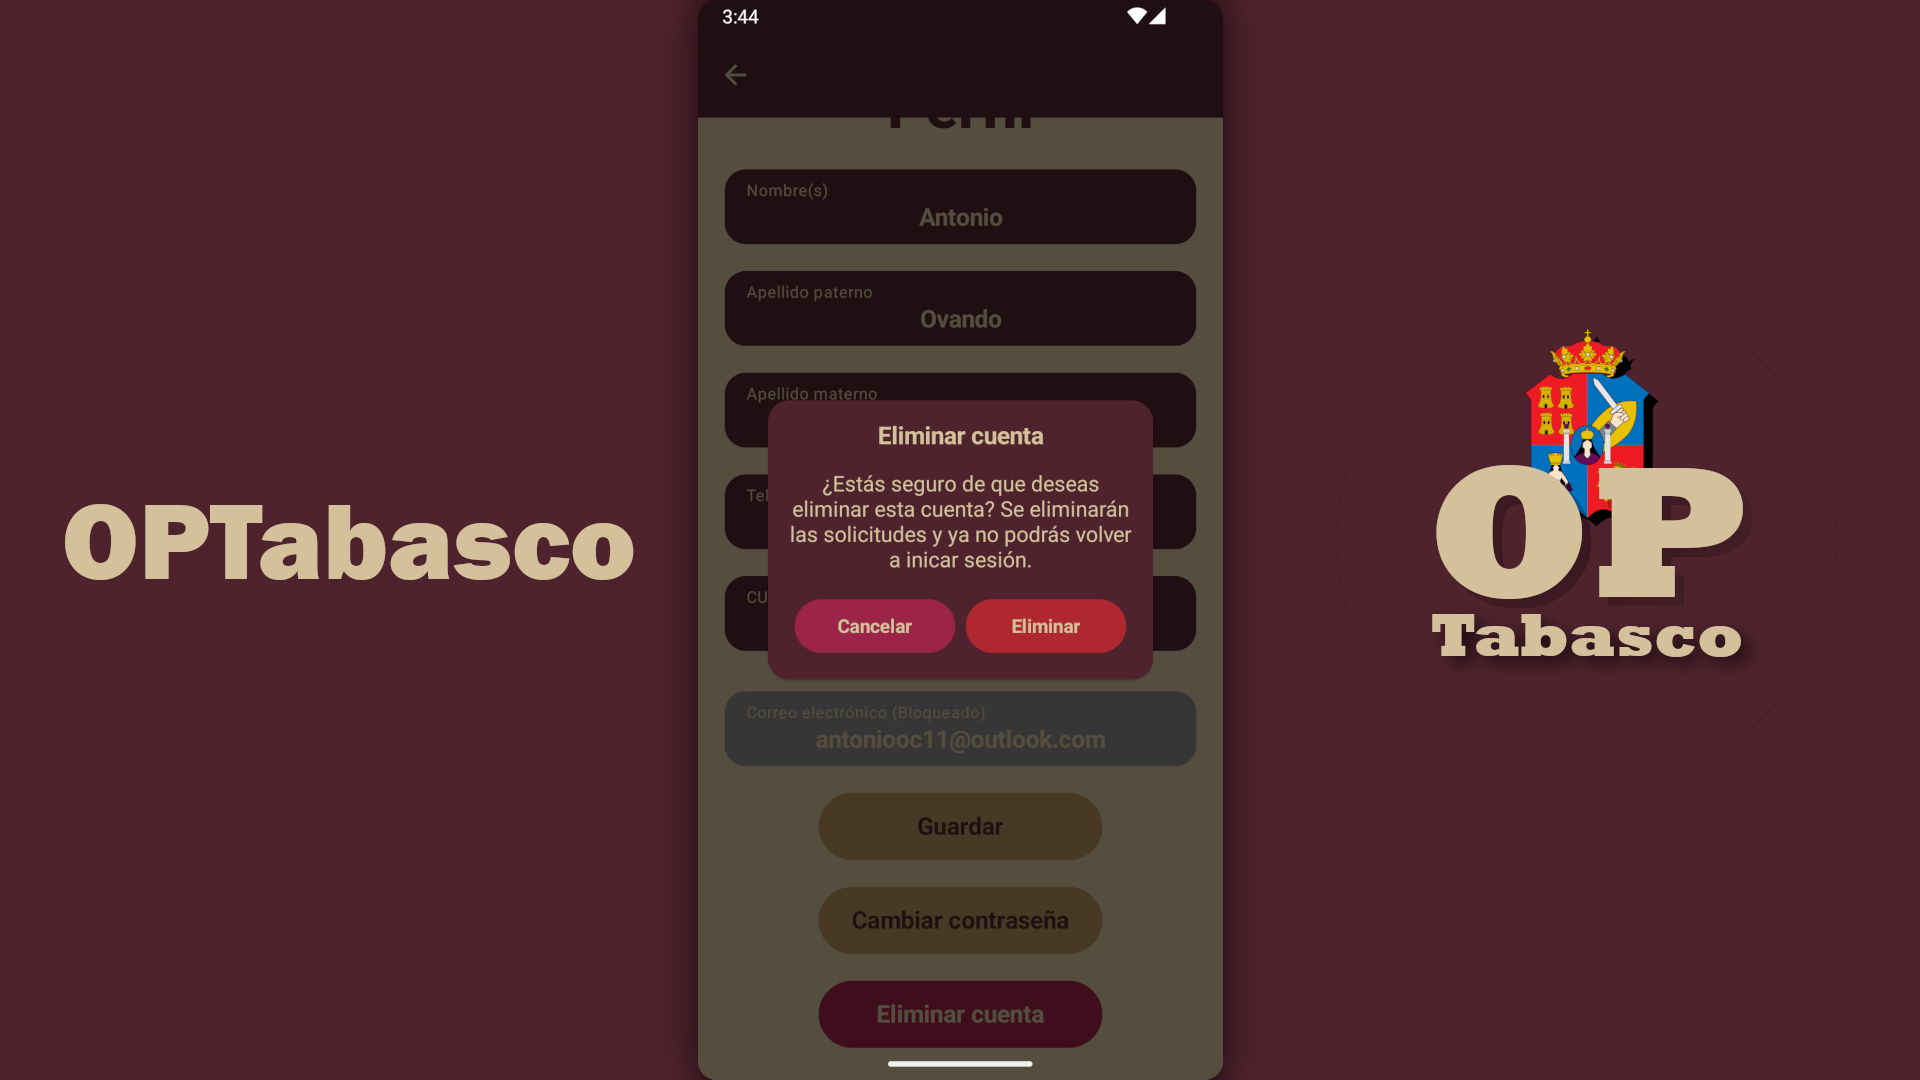 3:44
Perfil
Nombre(s)
Antonio
Apellido paterno
Ovando
Apellido materno
Tel
CU
Eliminar cuenta
¿Estás seguro de que deseas
eliminar esta cuenta? Se eliminarán
las solicitudes y ya no podrás volver
a inicar sesión.
Cancelar
Eliminar
Correo electrónico (Bloqueado)
antoniooc11@outlook.com
Guardar
Cambiar contraseña
Eliminar cuenta
OPTabasco
OP
Tabasco